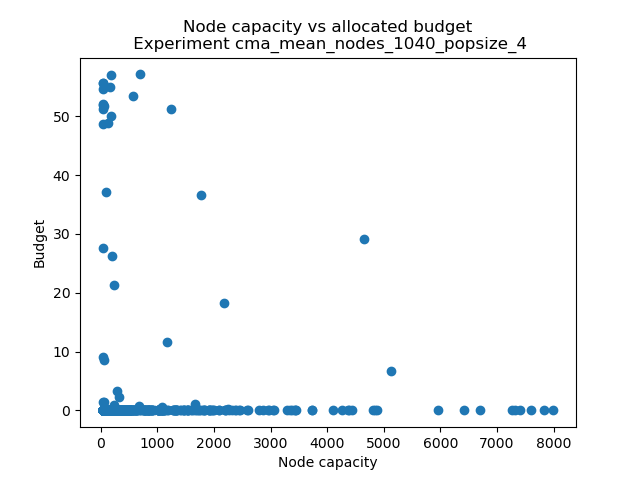 Node capacity vs allocated budget
Experiment cma_mean_nodes_1040_popsize_4
50
40
30
20
10
0
Budget
0 1000 2000 3000 4000 5000 6000 7000 8000
Node capacity